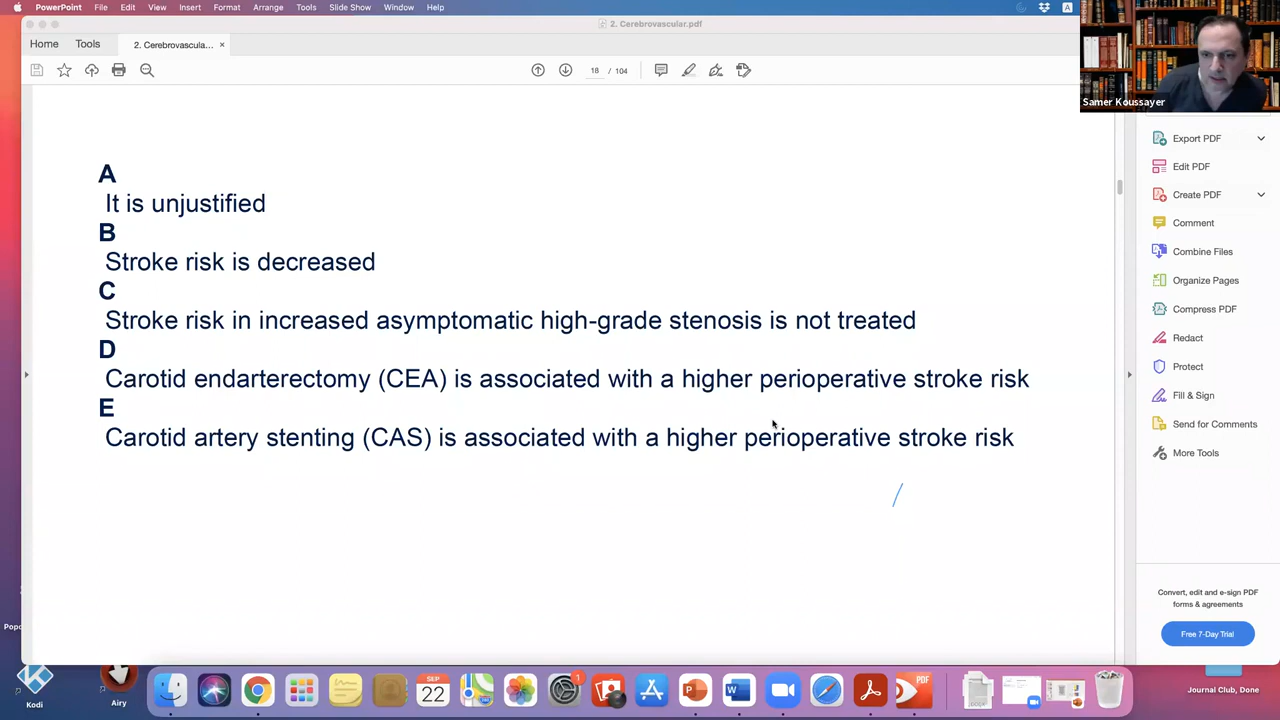 PowerPoint File Edit View Insert Format Arrange Tools Slide Show Window Help
2. Cerebrovascular.pdf
Home Tools 2. Cerebrovascula... ×
18 / 104
Samer Koussayer
A
It is unjustified
B
Stroke risk is decreased
C
Stroke risk in increased asymptomatic high-grade stenosis is not treated
D
Carotid endarterectomy (CEA) is associated with a higher perioperative stroke risk
E
Carotid artery stenting (CAS) is associated with a higher perioperative stroke risk
Export PDF
Edit PDF
Create PDF
Comment
Combine Files
Organize Pages
Compress PDF
Redact
Protect
Fill & Sign
Send for Comments
More Tools
Convert, edit and e-sign PDF
forms & agreements
Free 7-Day Trial
Kodi
Airy
SEP
22
1
W
PDF
Journal Club, Done